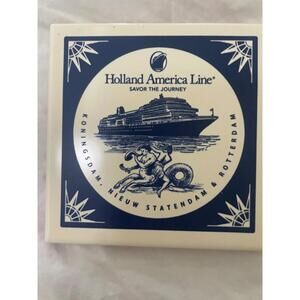 Holland America Line®
SAVOR THE JOURNEY
KONINGSDAM, NIEUW STATENDAM & ROTTERDAM